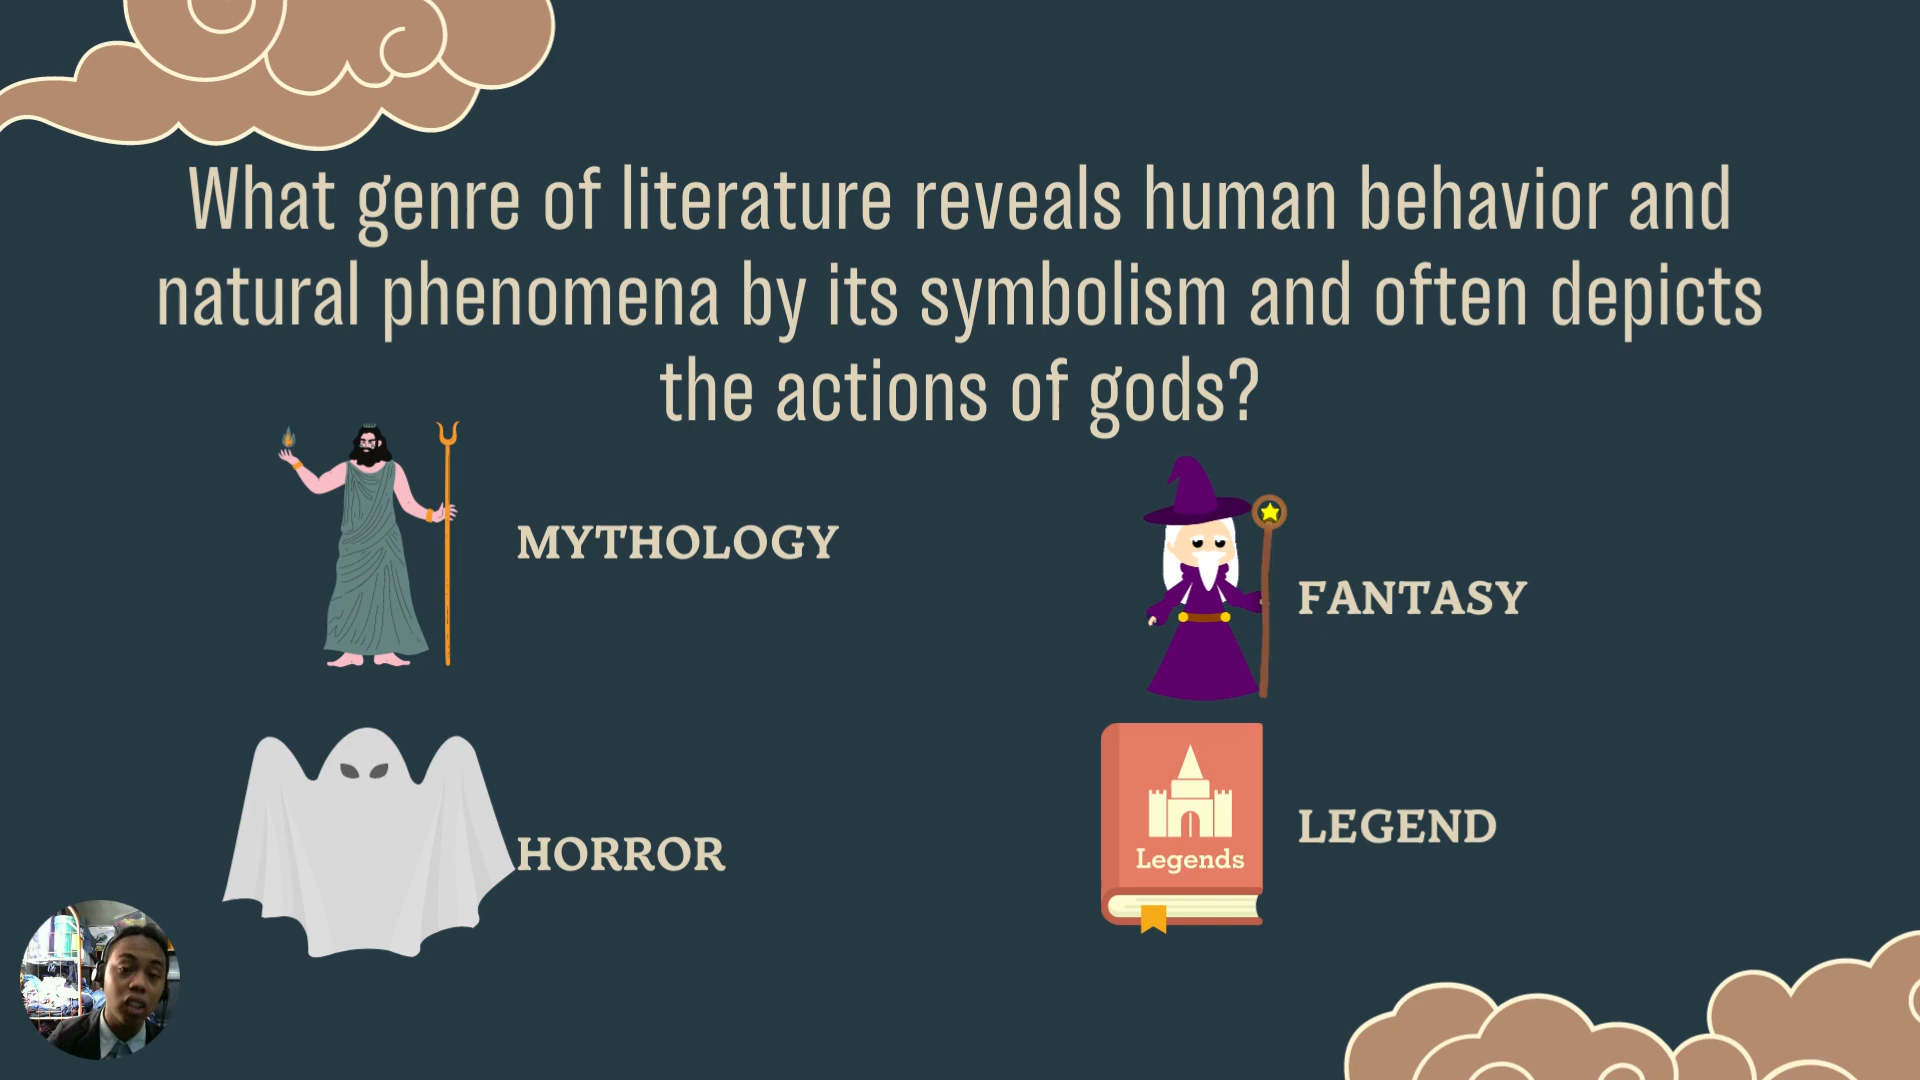 What genre of literature reveals human behavior and
natural phenomena by its symbolism and often depicts
the actions of gods?
MYTHOLOGY
FANTASY
HORROR
LEGEND
Legends